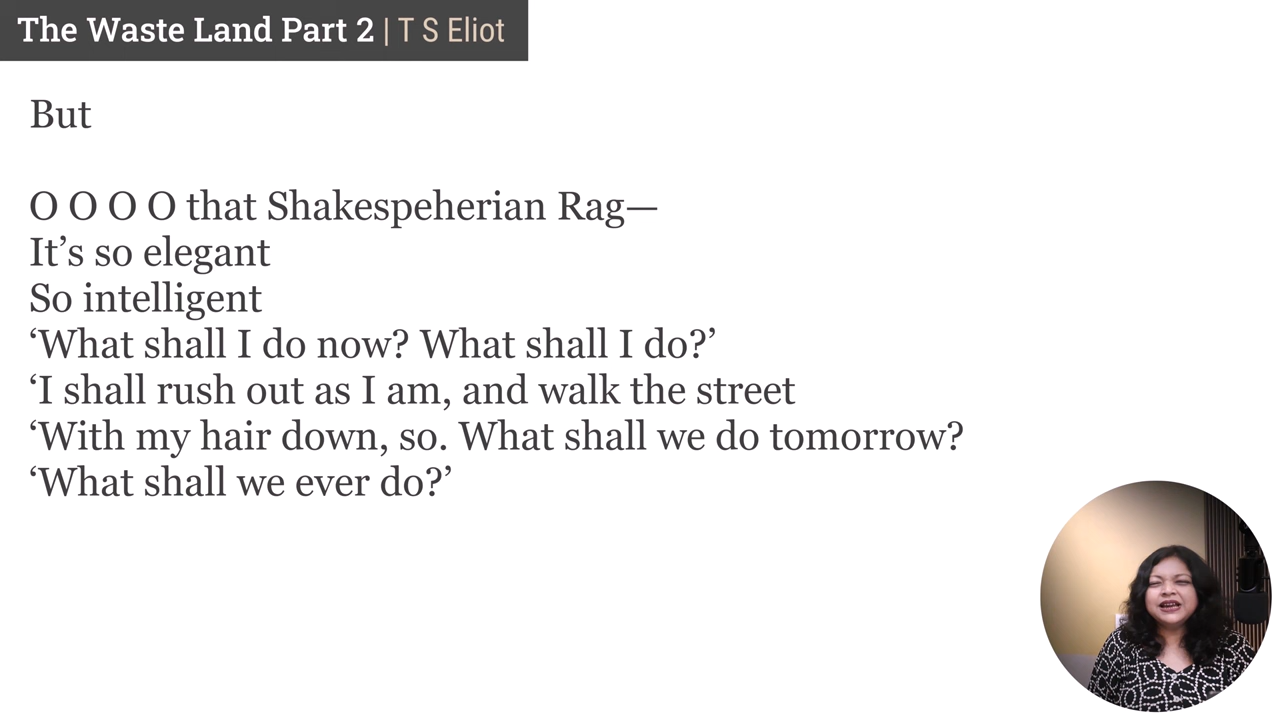 The Waste Land Part 2 | T S Eliot
But
O O O O that Shakespeherian Rag—
It’s so elegant
So intelligent
‘What shall I do now? What shall I do?’
‘I shall rush out as I am, and walk the street
‘With my hair down, so. What shall we do tomorrow?
‘What shall we ever do?’